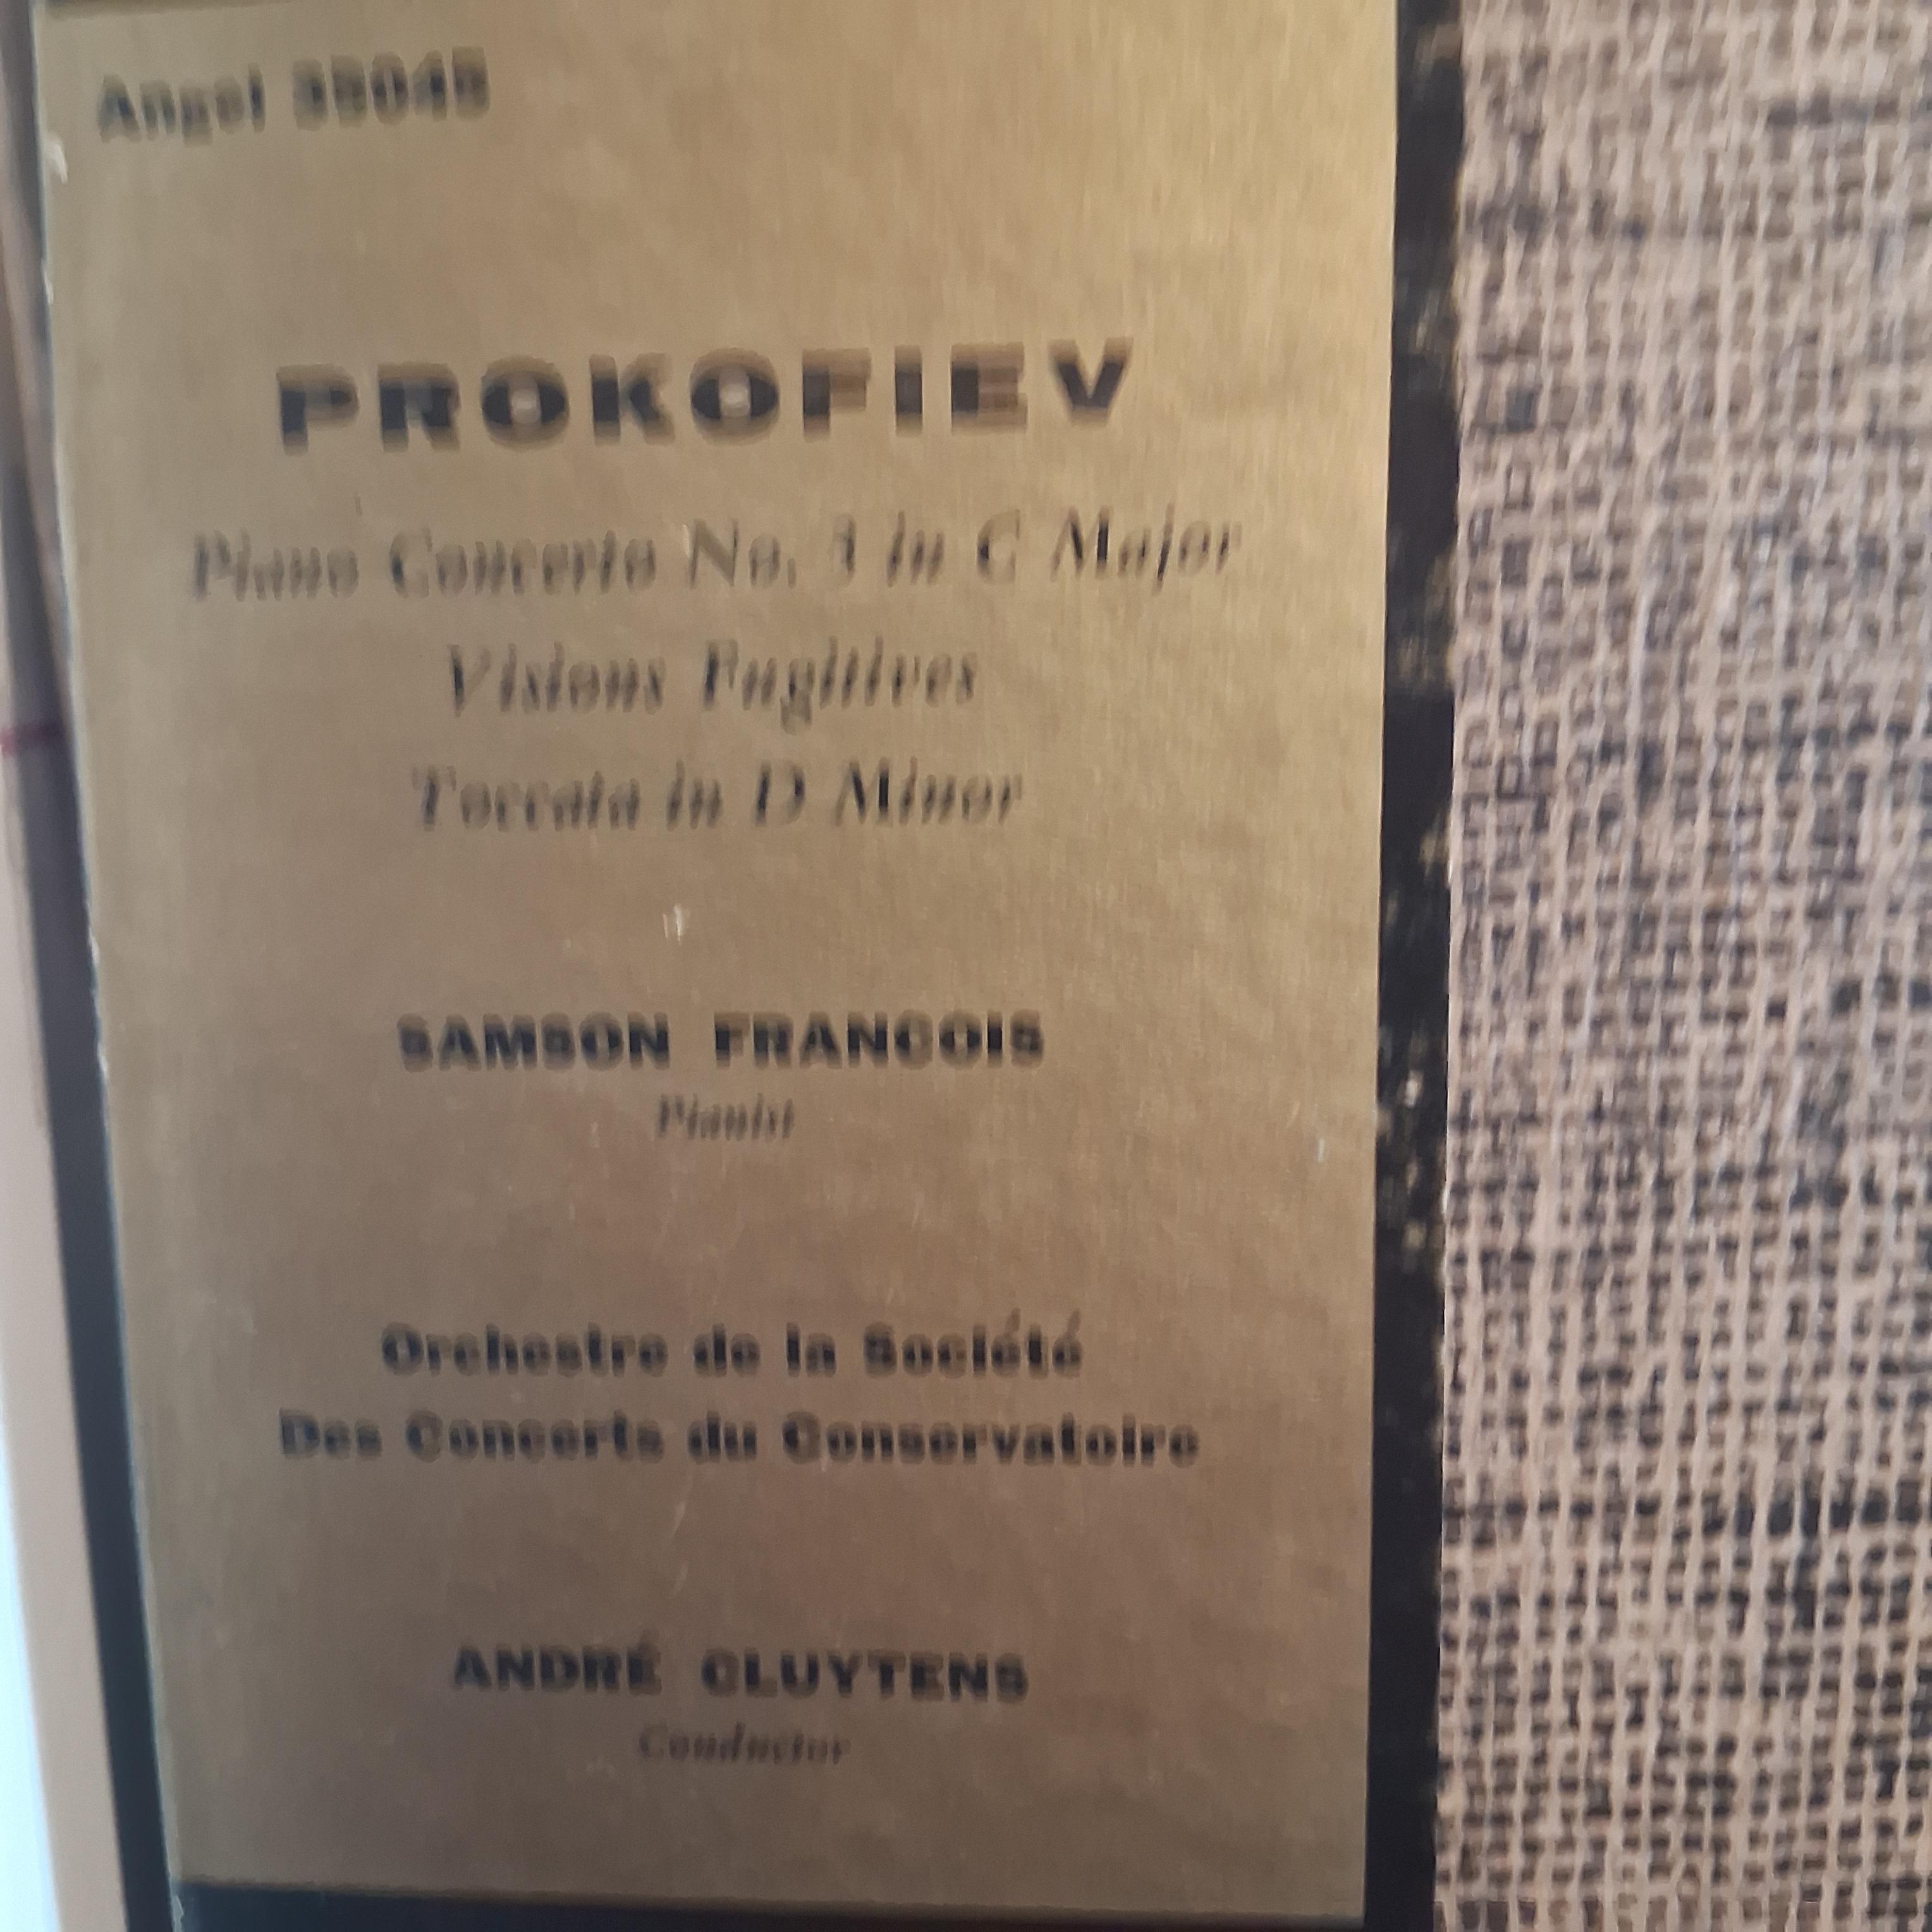 Angel 35045
PROKOFIEV
Piano Concerto No. 3 in C Major
Visions Fugitives
Toccata in D Minor
SAMSON FRANCOIS
Pianist
Orchestre de la Société
Des Concerts du Conservatoire
ANDRÉ CLUYTENS
Conductor